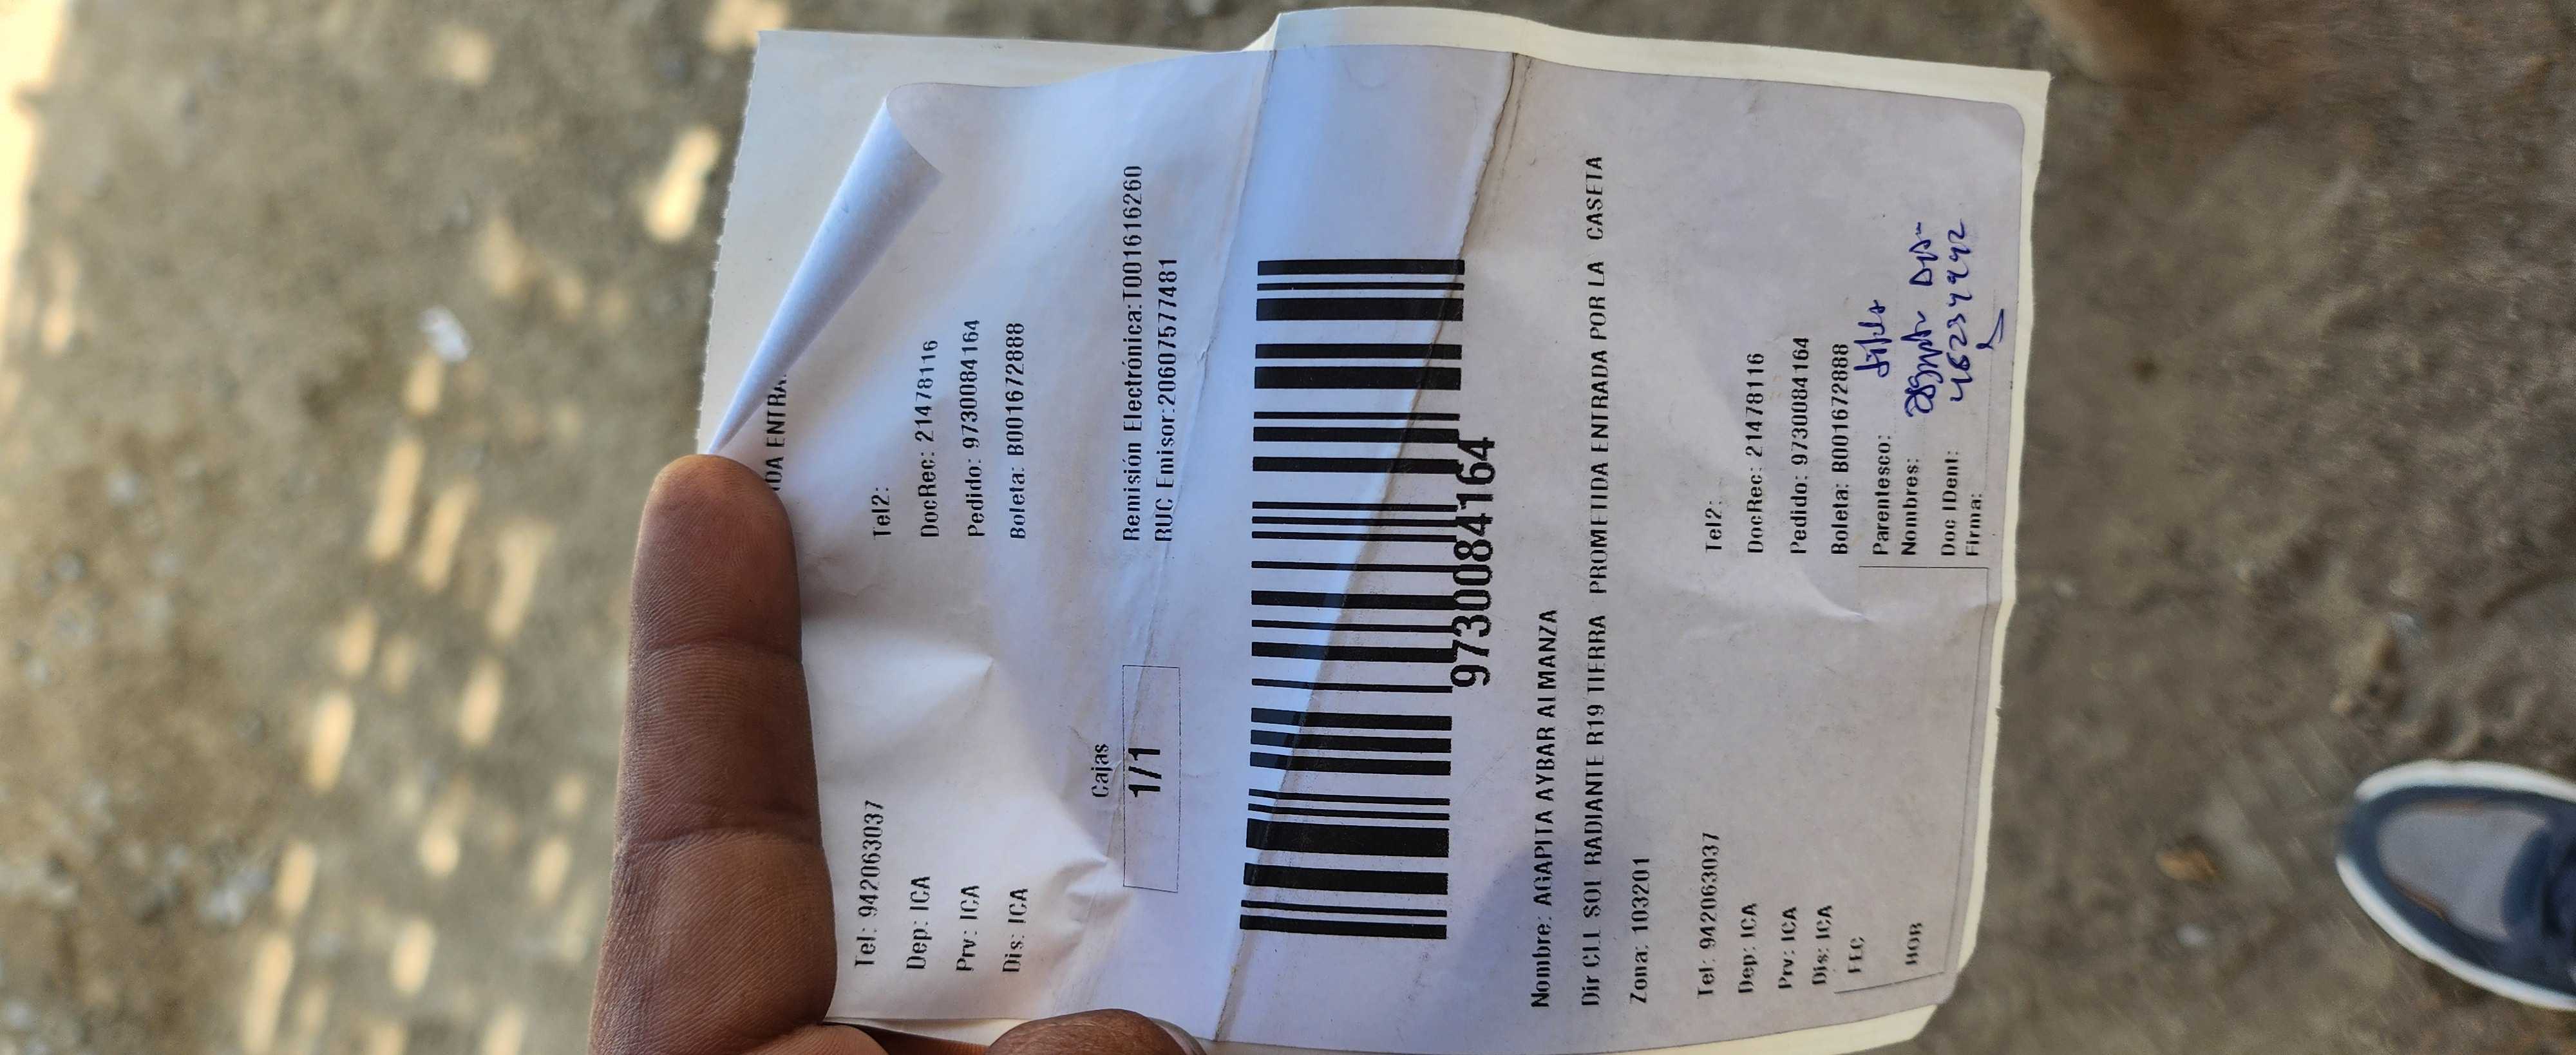 DA ENTRA
Tel: 942063037 Tel2:
Dep: ICA DocRec: 21478116
Prv: ICA Pedido: 9730084164
Dis: ICA Boleta: B001672888
Cajas
1/1
Remisión Electrónica:T001616260
RUC Emisor:20607577481
9730084164
Nombre: AGAPITA AYBAR ALMANZA
Dir CLL SOL RADIANTE R19 TIERRA PROMETIDA ENTRADA POR LA CASETA
Zona: 103201
Tel: 942063037 Tel2:
Dep: ICA DocRec: 21478116
Prv: ICA Pedido: 9730084164
Dis: ICA Boleta: B001672888
FEC Parentesco:
HOR Nombres:
Doc IDent:
Firma: